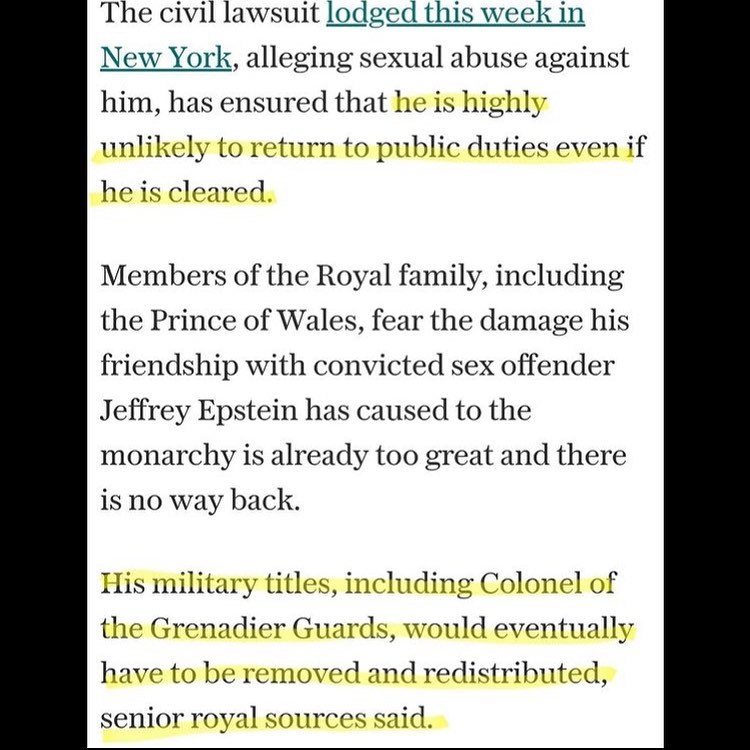 The civil lawsuit lodged this week in
New York, alleging sexual abuse against
him, has ensured that he is highly
unlikely to return to public duties even if
he is cleared.
Members of the Royal family, including
the Prince of Wales, fear the damage his
friendship with convicted sex offender
Jeffrey Epstein has caused to the
monarchy is already too great and there
is no way back.
His military titles, including Colonel of
the Grenadier Guards, would eventually
have to be removed and redistributed,
senior royal sources said.